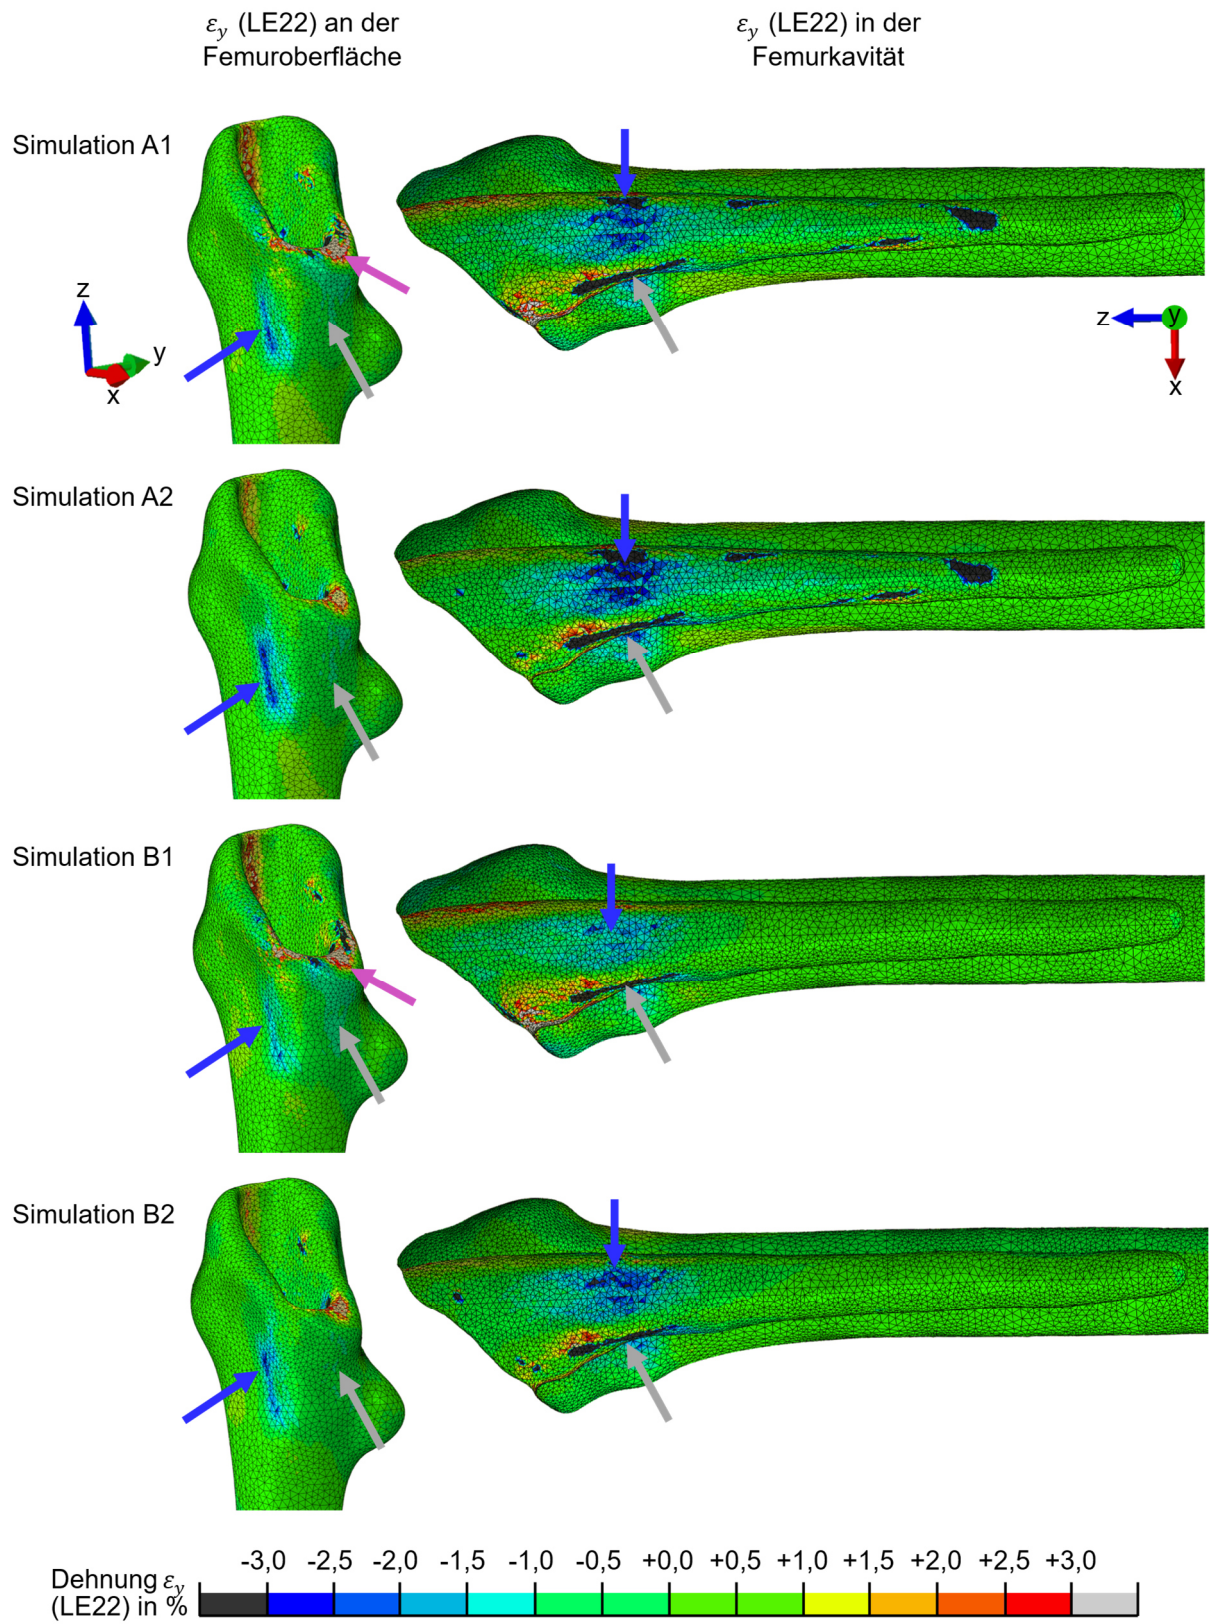 εy (LE22) an der
Femuroberfläche
εy (LE22) in der
Femurkavität
Simulation A1
z
y
x
z
y
x
Simulation A2
Simulation B1
Simulation B2
-3,0 -2,5 -2,0 -1,5 -1,0 -0,5 +0,0 +0,5 +1,0 +1,5 +2,0 +2,5 +3,0
Dehnung εy
(LE22) in %